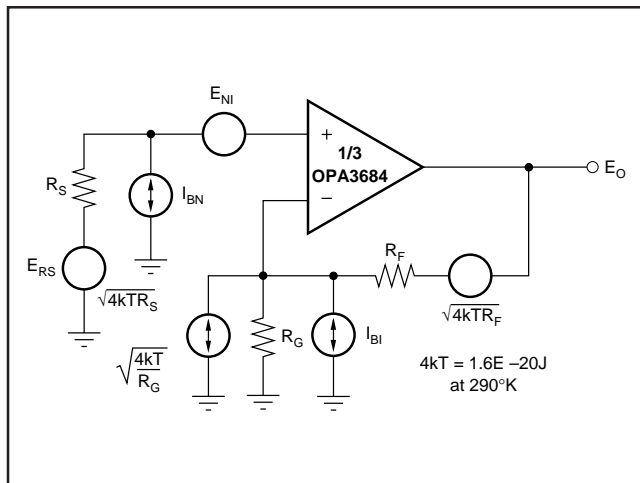 E_NI
+
1/3
OPA3684
−
E_O
R_S
I_BN
E_RS
√4kTR_S
R_F
√4kTR_F
√4kT/R_G
R_G
I_BI
4kT = 1.6E –20J
at 290°K